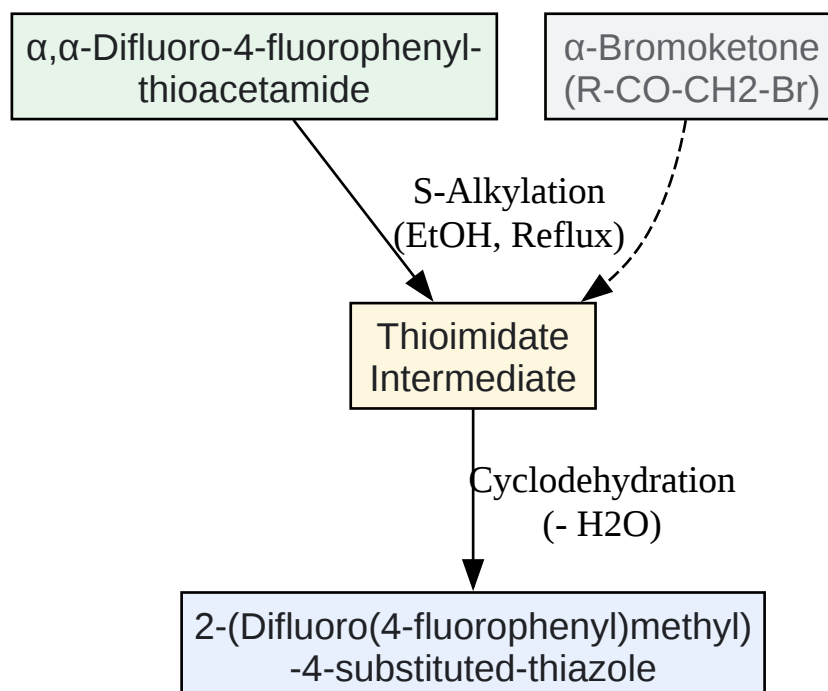 α,α-Difluoro-4-fluorophenyl-
thioacetamide
α-Bromoketone
(R-CO-CH2-Br)
S-Alkylation
(EtOH, Reflux)
Thioimidate
Intermediate
Cyclodehydration
(- H2O)
2-(Difluoro(4-fluorophenyl)methyl)
-4-substituted-thiazole